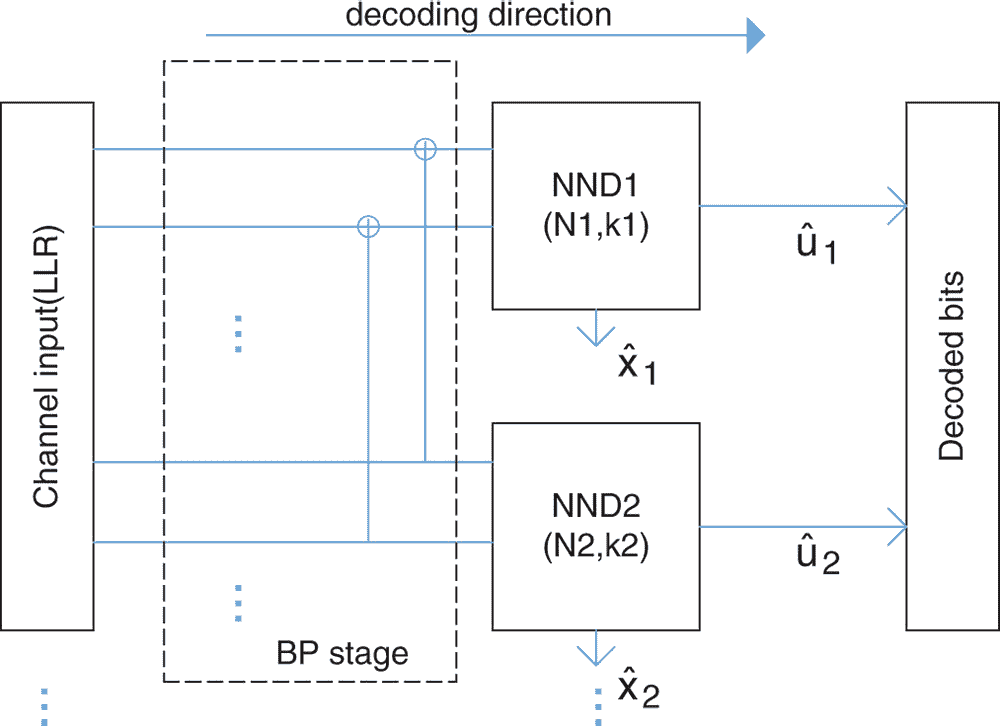 decoding direction
Channel input(LLR)
NND1
(N1,k1)
û1
x̂1
NND2
(N2,k2)
û2
x̂2
BP stage
Decoded bits